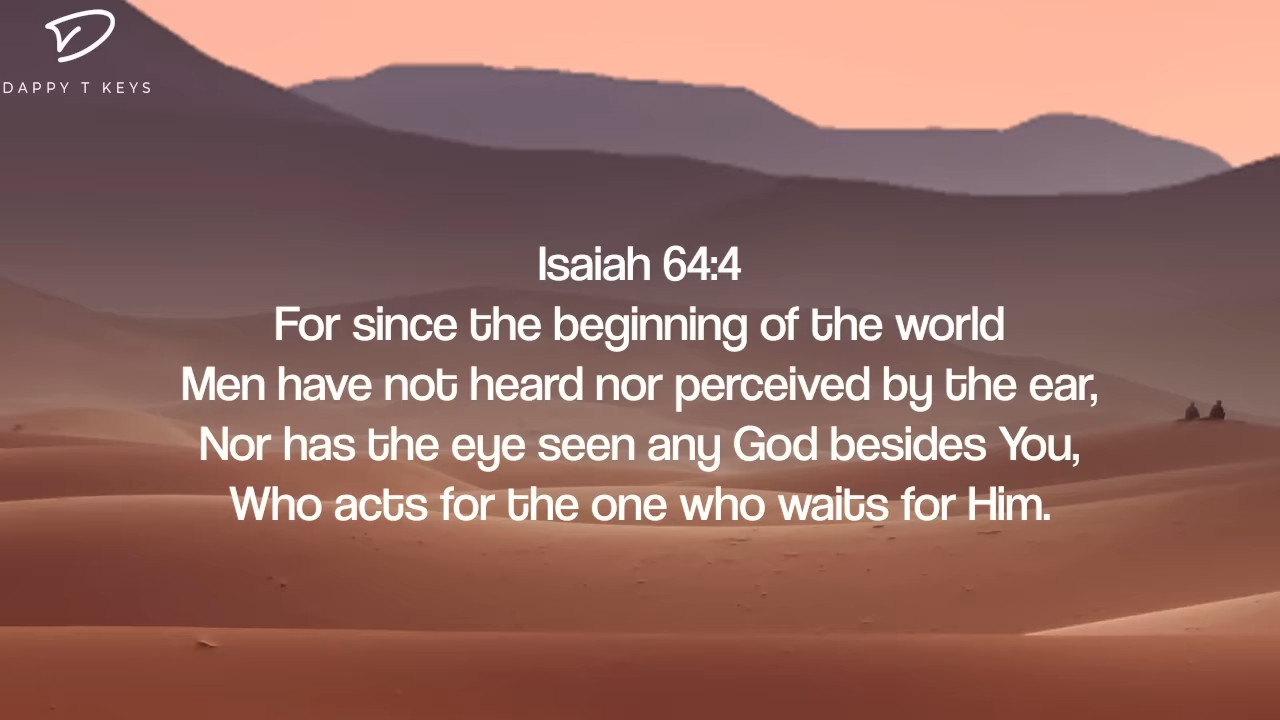 DAPPY T KEYS
Isaiah 64:4
For since the beginning of the world
Men have not heard nor perceived by the ear,
Nor has the eye seen any God besides You,
Who acts for the one who waits for Him.